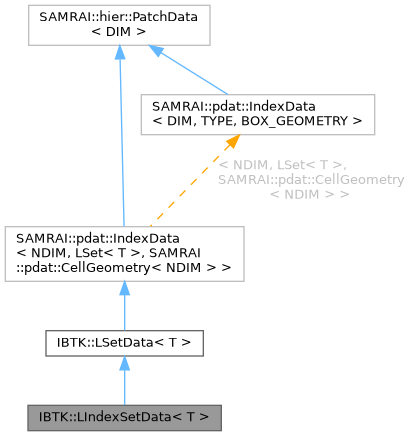 SAMRAI::hier::PatchData
< DIM >
SAMRAI::pdat::IndexData
< DIM, TYPE, BOX_GEOMETRY >
< NDIM, LSet< T >,
SAMRAI::pdat::CellGeometry
< NDIM > >
SAMRAI::pdat::IndexData
< NDIM, LSet< T >, SAMRAI
::pdat::CellGeometry< NDIM > >
IBTK::LSetData< T >
IBTK::LIndexSetData< T >